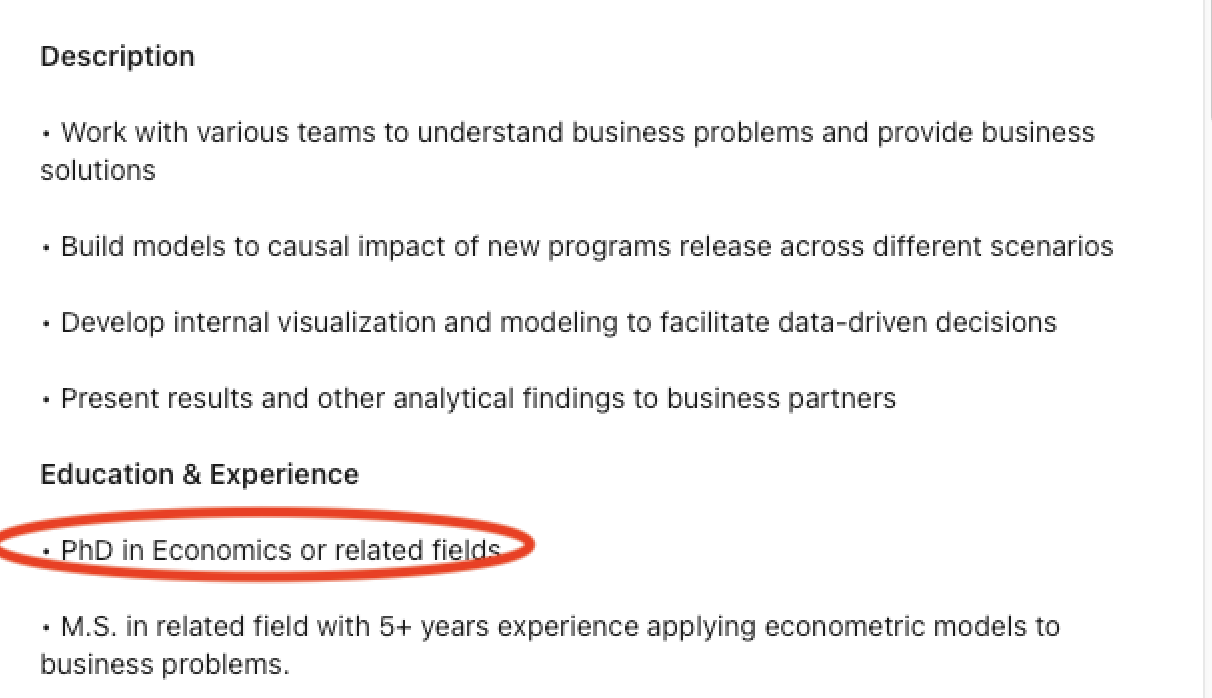 Description
• Work with various teams to understand business problems and provide business
solutions
• Build models to causal impact of new programs release across different scenarios
• Develop internal visualization and modeling to facilitate data-driven decisions
• Present results and other analytical findings to business partners
Education & Experience
• PhD in Economics or related fields
• M.S. in related field with 5+ years experience applying econometric models to
business problems.